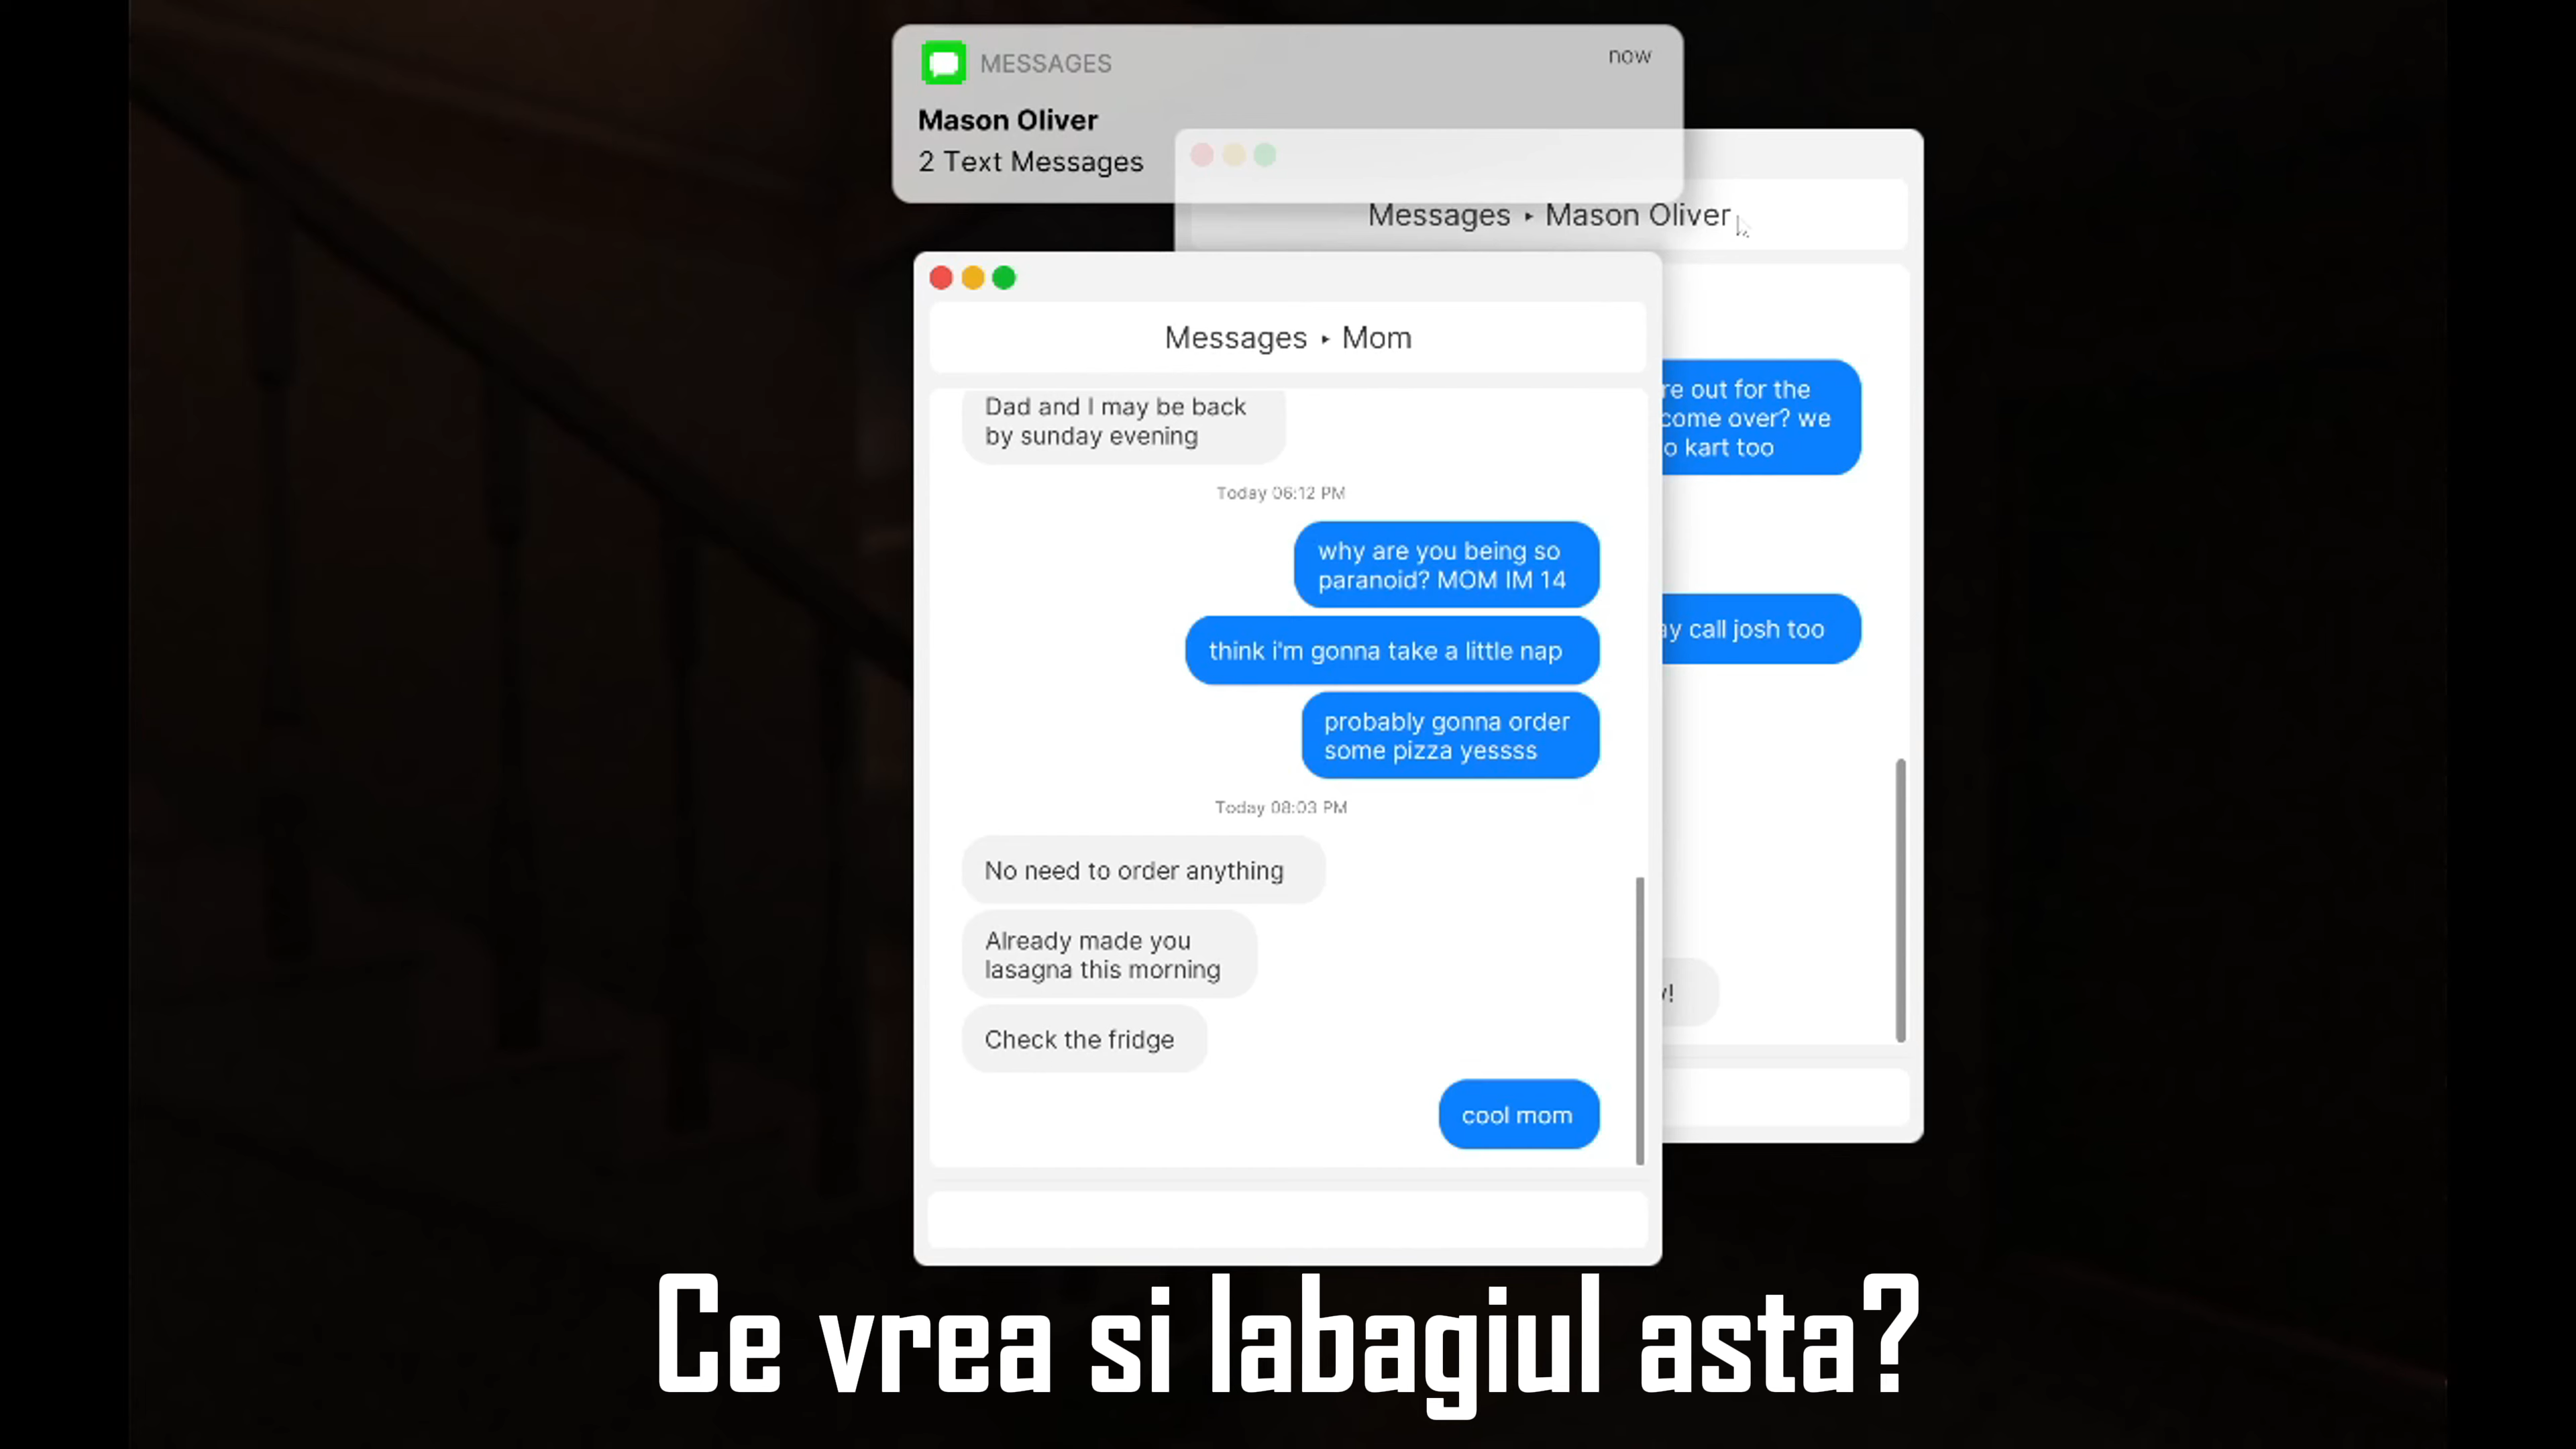 MESSAGES
now
Mason Oliver
2 Text Messages
Messages ‣ Mason Oliver
Messages ‣ Mom
Dad and I may be back
by sunday evening
Today 06:12 PM
why are you being so
paranoid? MOM IM 14
think i'm gonna take a little nap
probably gonna order
some pizza yessss
Today 08:03 PM
No need to order anything
Already made you
lasagna this morning
Check the fridge
cool mom
re out for the
come over? we
o kart too
ay call josh too
y!
Ce vrea si labagiul asta?